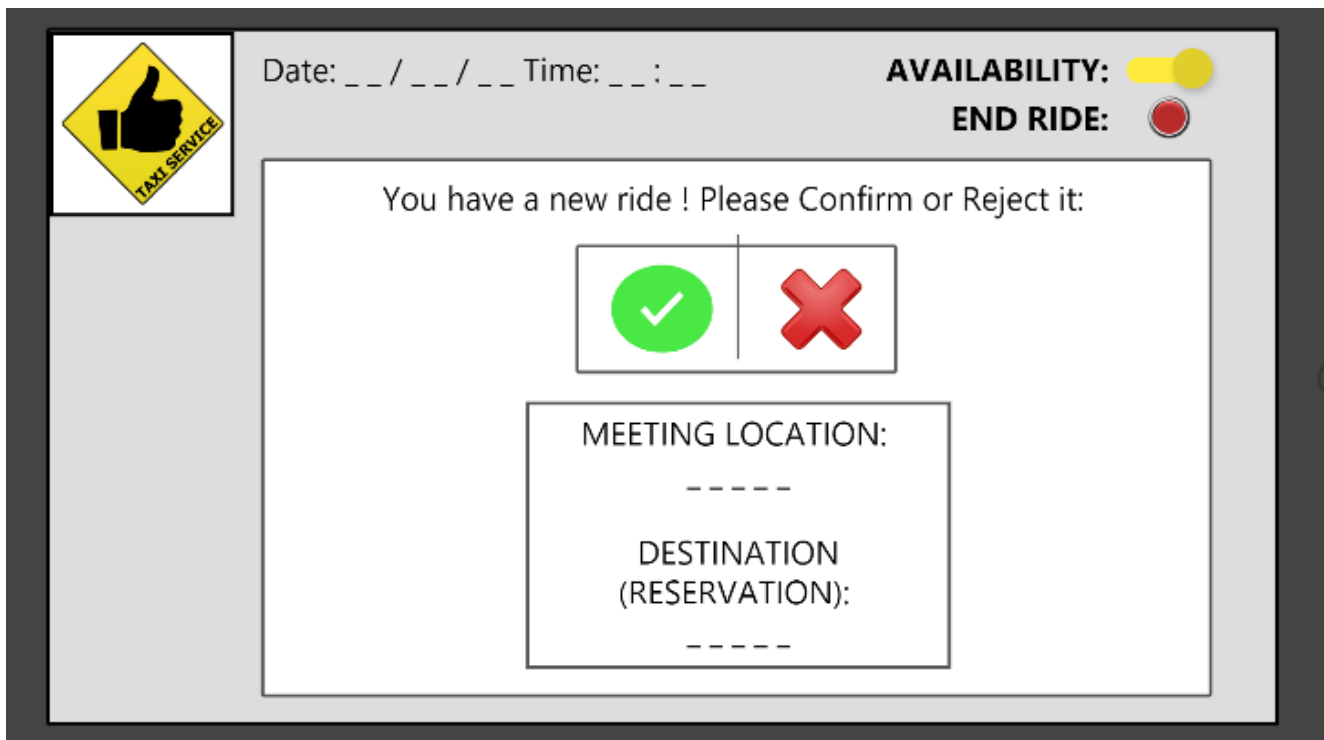 TAXI SERVICE
Date: _ _ / _ _ / _ _ Time: _ _ : _ _
AVAILABILITY:
END RIDE:
You have a new ride ! Please Confirm or Reject it:
MEETING LOCATION:
_ _ _ _ _
DESTINATION
(RESERVATION):
_ _ _ _ _